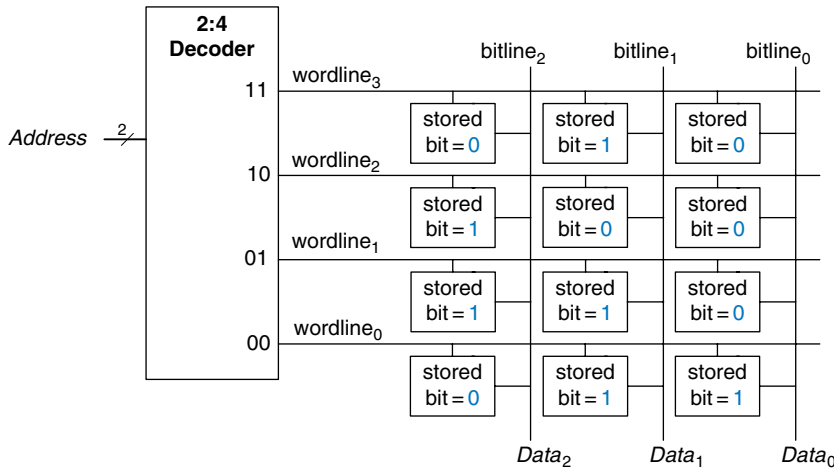 2:4
Decoder
bitline2 bitline1 bitline0
wordline3
11
stored stored stored
bit = 0 bit = 1 bit = 0
Address 2
wordline2
10
stored stored stored
bit = 1 bit = 0 bit = 0
wordline1
01
stored stored stored
bit = 1 bit = 1 bit = 0
wordline0
00
stored stored stored
bit = 0 bit = 1 bit = 1
Data2 Data1 Data0